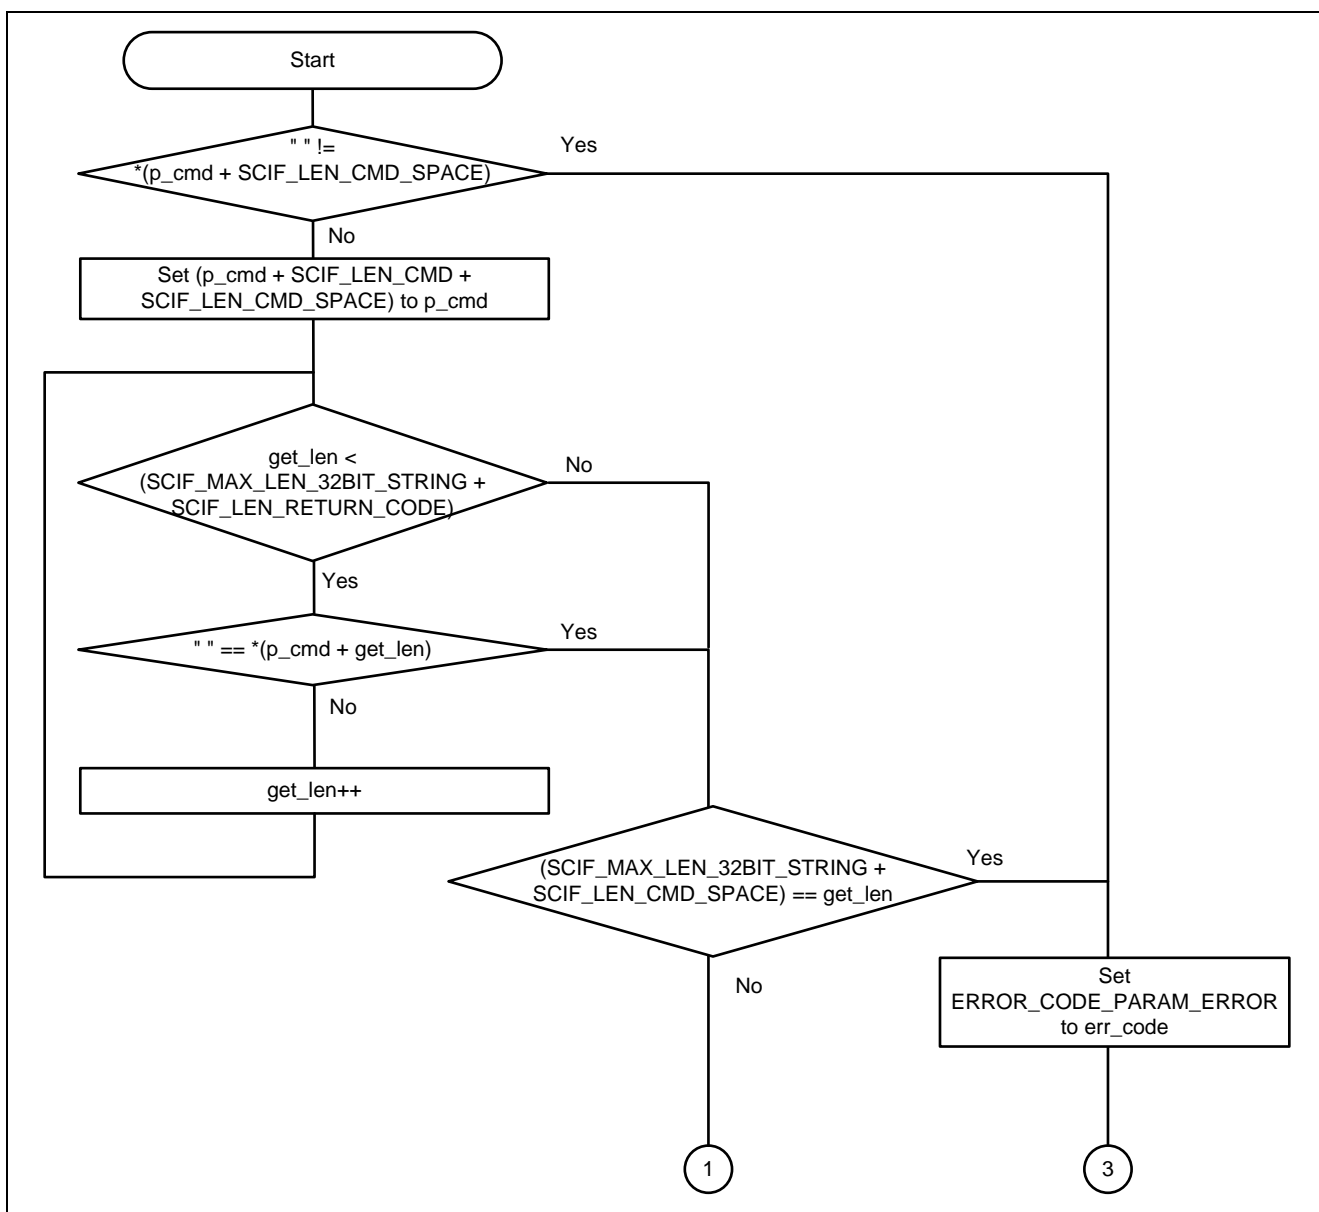 Start
" " !=
*(p_cmd + SCIF_LEN_CMD_SPACE)
Yes
No
Set (p_cmd + SCIF_LEN_CMD +
SCIF_LEN_CMD_SPACE) to p_cmd
get_len <
(SCIF_MAX_LEN_32BIT_STRING +
SCIF_LEN_RETURN_CODE)
No
Yes
" " == *(p_cmd + get_len)
Yes
No
get_len++
(SCIF_MAX_LEN_32BIT_STRING +
SCIF_LEN_CMD_SPACE) == get_len
Yes
No
Set
ERROR_CODE_PARAM_ERROR
to err_code
1
3